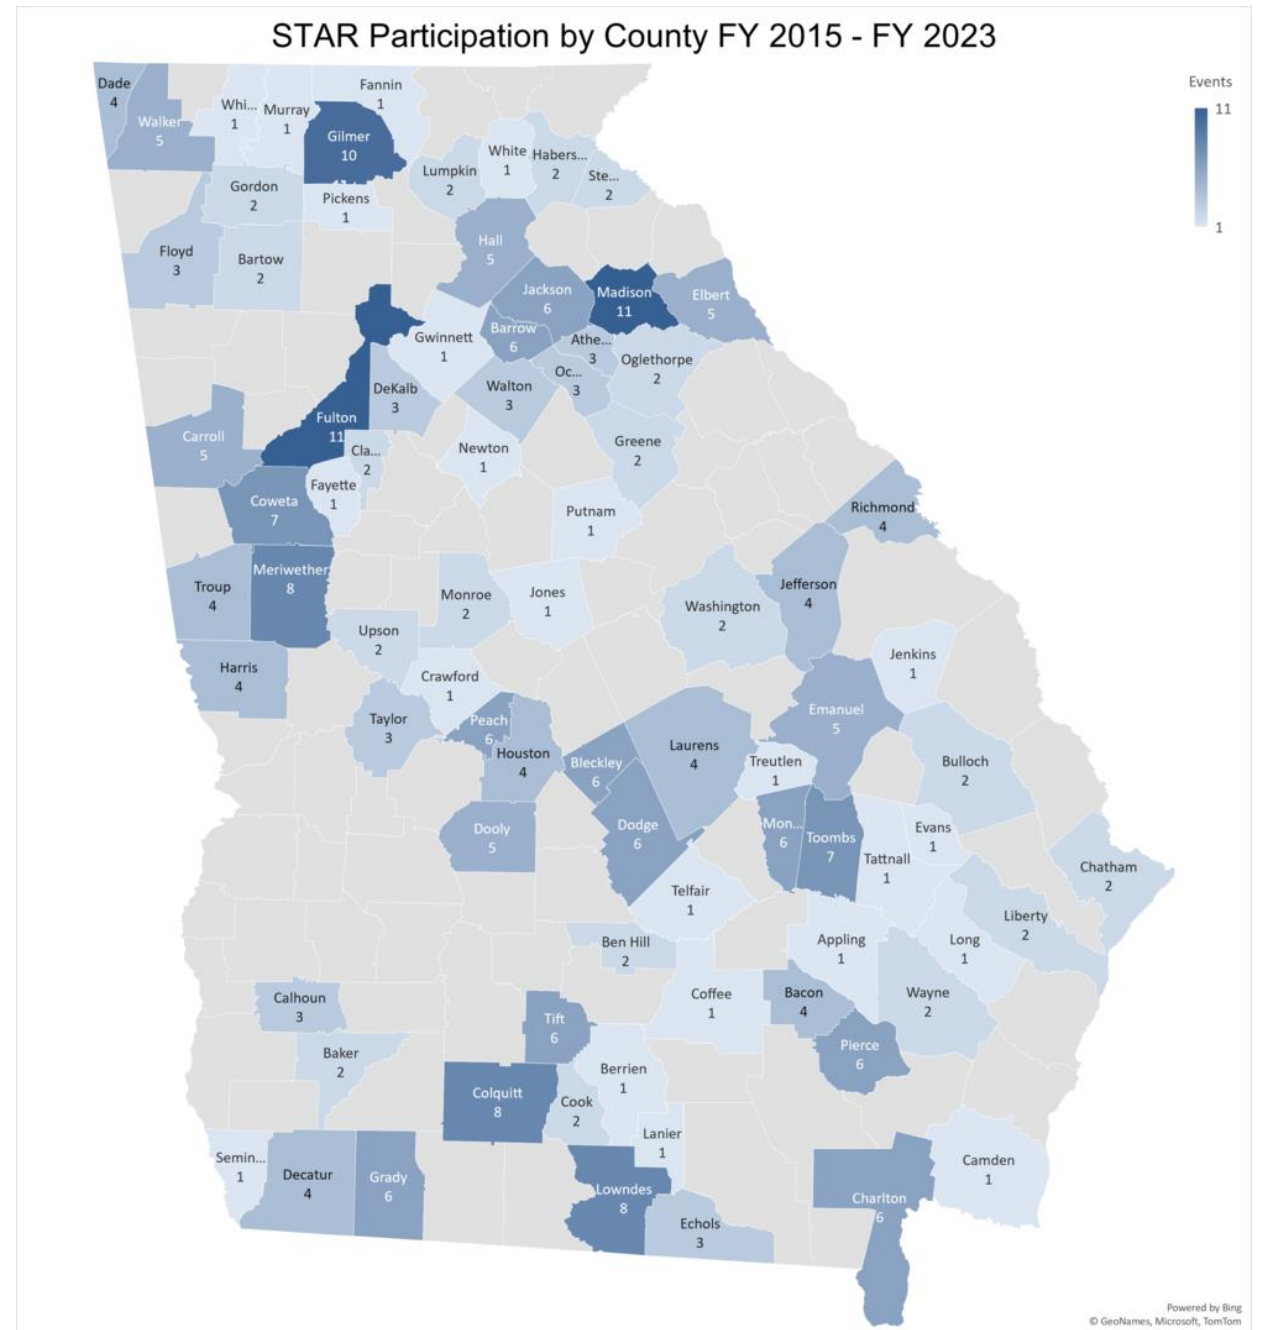 STAR Participation by County FY 2015 - FY 2023
Events
11
1
Dade
4
Walker
5
Whi...
1
Murray
1
Fannin
1
Gilmer
10
Lumpkin
2
White
1
Habers...
2
Ste...
2
Gordon
2
Pickens
1
Floyd
3
Bartow
2
Hall
5
Jackson
6
Madison
11
Elbert
5
Barrow
6
Gwinnett
1
Athe...
3
Oglethorpe
2
Oc...
3
Walton
3
DeKalb
3
Fulton
11
Carroll
5
Cla...
2
Newton
1
Greene
2
Fayette
1
Coweta
7
Putnam
1
Richmond
4
Troup
4
Meriwether
8
Monroe
2
Jones
1
Washington
2
Jefferson
4
Upson
2
Jenkins
1
Harris
4
Crawford
1
Taylor
3
Peach
6
Houston
4
Emanuel
5
Laurens
4
Bleckley
6
Treutlen
1
Bulloch
2
Dooly
5
Dodge
6
Mon...
6
Toombs
7
Evans
1
Tattnall
1
Chatham
2
Telfair
1
Liberty
2
Ben Hill
2
Appling
1
Long
1
Calhoun
3
Coffee
1
Bacon
4
Wayne
2
Tift
6
Pierce
6
Baker
2
Berrien
1
Colquitt
8
Cook
2
Lanier
1
Semin...
1
Decatur
4
Grady
6
Lowndes
8
Echols
3
Charlton
6
Camden
1
Powered by Bing
© GeoNames, Microsoft, TomTom